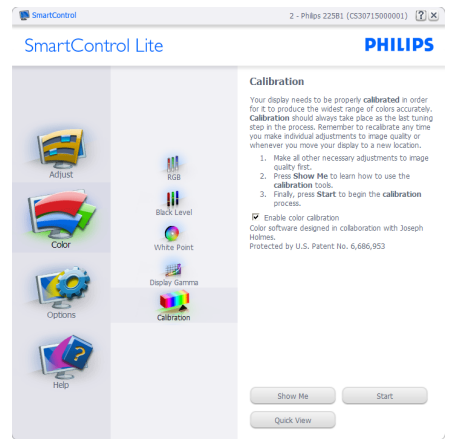 SmartControl
2 - Philips 225B1 (CS30715000001)
?
SmartControl Lite
PHILIPS
Adjust
Color
Options
Help
RGB
Black Level
White Point
Display Gamma
Calibration
Calibration
Your display needs to be properly calibrated in order
for it to produce the widest range of colors accurately.
Calibration should always take place as the last tuning
step in the process. Remember to recalibrate any time
you make individual adjustments to image quality or
whenever you move your display to a new location.
1. Make all other necessary adjustments to image
quality first.
2. Press Show Me to learn how to use the
calibration tools.
3. Finally, press Start to begin the calibration
process.
Enable color calibration
Color software designed in collaboration with Joseph
Holmes.
Protected by U.S. Patent No. 6,686,953
Show Me
Start
Quick View